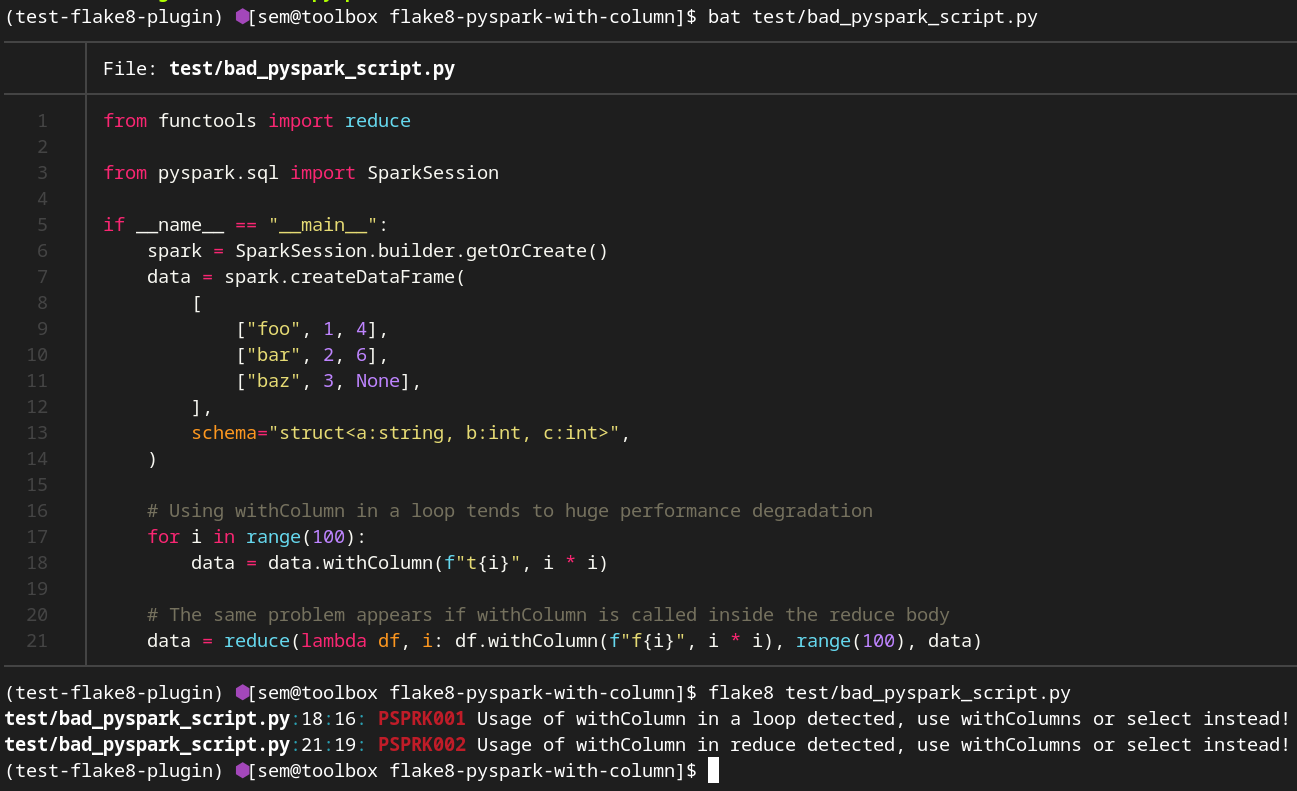 (test-flake8-plugin) ⬢[sem@toolbox flake8-pyspark-with-column]$ bat test/bad_pyspark_script.py
File: test/bad_pyspark_script.py
1 from functools import reduce
2
3 from pyspark.sql import SparkSession
4
5 if __name__ == "__main__":
6     spark = SparkSession.builder.getOrCreate()
7     data = spark.createDataFrame(
8         [
9             ["foo", 1, 4],
10             ["bar", 2, 6],
11             ["baz", 3, None],
12         ],
13         schema="struct<a:string, b:int, c:int>",
14     )
15
16     # Using withColumn in a loop tends to huge performance degradation
17     for i in range(100):
18         data = data.withColumn(f"t{i}", i * i)
19
20     # The same problem appears if withColumn is called inside the reduce body
21     data = reduce(lambda df, i: df.withColumn(f"f{i}", i * i), range(100), data)
(test-flake8-plugin) ⬢[sem@toolbox flake8-pyspark-with-column]$ flake8 test/bad_pyspark_script.py
test/bad_pyspark_script.py:18:16: PSPRK001 Usage of withColumn in a loop detected, use withColumns or select instead!
test/bad_pyspark_script.py:21:19: PSPRK002 Usage of withColumn in reduce detected, use withColumns or select instead!
(test-flake8-plugin) ⬢[sem@toolbox flake8-pyspark-with-column]$